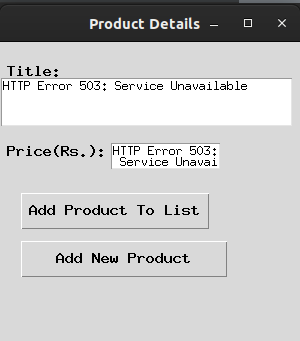 Product Details
Title:
HTTP Error 503: Service Unavailable
Price(Rs.):
HTTP Error 503:
Service Unavai
Add Product To List
Add New Product